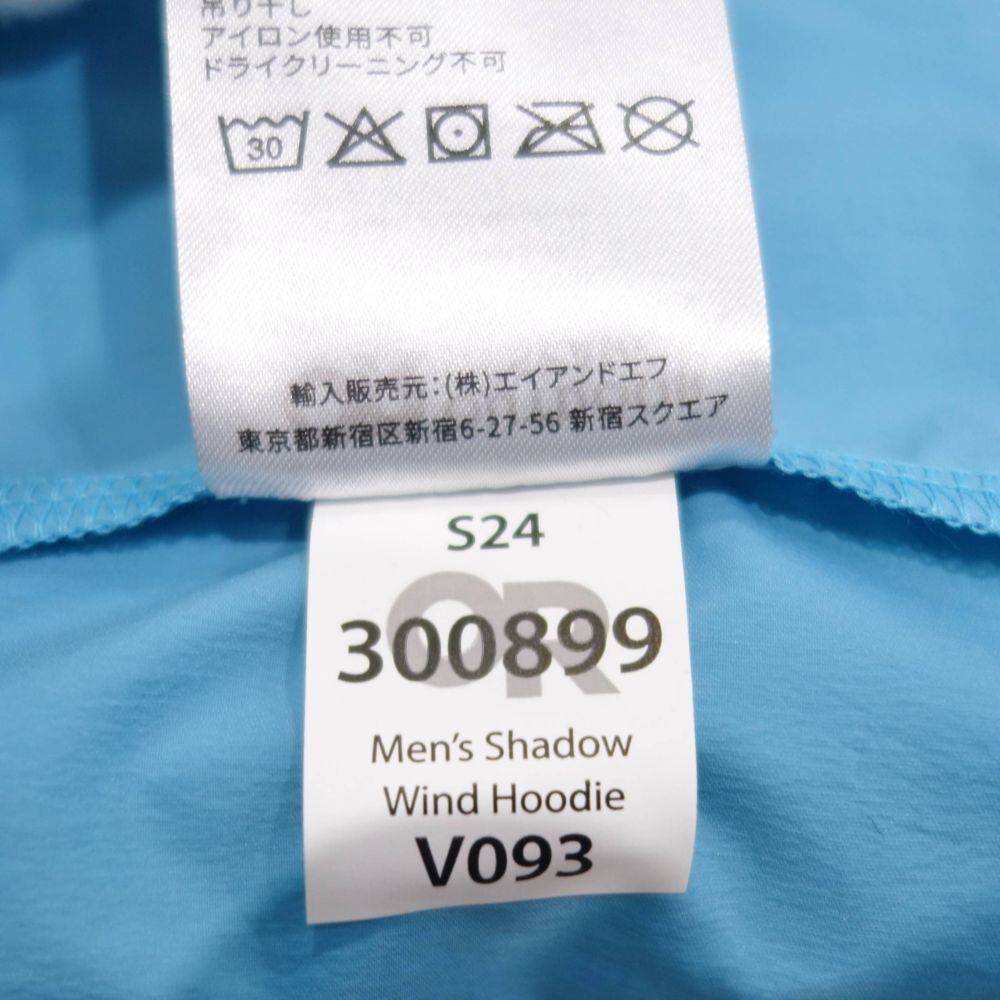 吊り干し
アイロン使用不可
ドライクリーニング不可
30
輸入販売元:(株)エイアンドエフ
東京都新宿区新宿6-27-56 新宿スクエア
S24
OR
300899
Men's Shadow
Wind Hoodie
V093